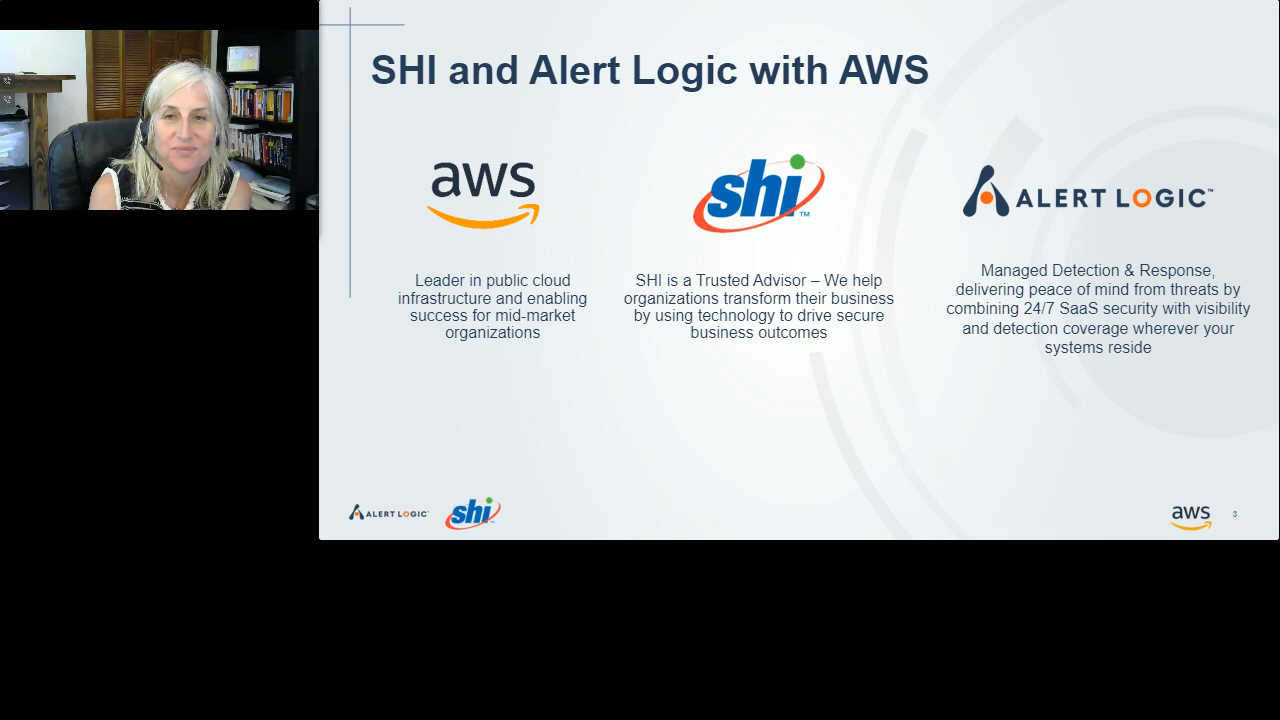 SHI and Alert Logic with AWS
aws
shi™
ALERT LOGIC™
Leader in public cloud
infrastructure and enabling
success for mid-market
organizations
SHI is a Trusted Advisor – We help
organizations transform their business
by using technology to drive secure
business outcomes
Managed Detection & Response,
delivering peace of mind from threats by
combining 24/7 SaaS security with visibility
and detection coverage wherever your
systems reside
ALERT LOGIC
shi
aws
3